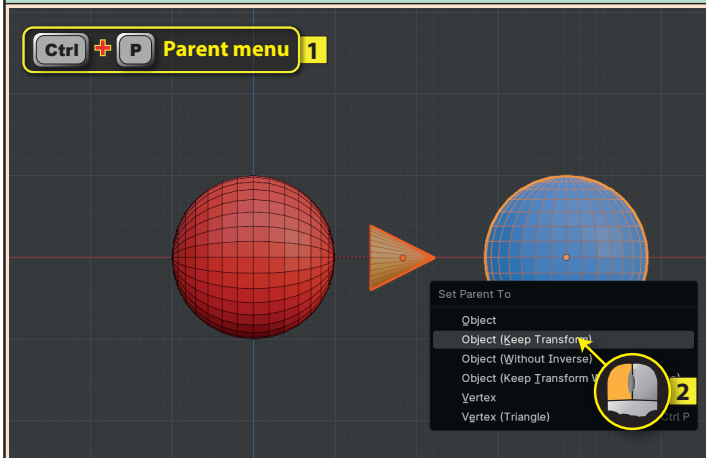 Ctrl + P Parent menu 1
Set Parent To
Object
Object (Keep Transform)
Object (Without Inverse)
Object (Keep Transform W
Vertex
2
Vertex (Triangle) Ctrl P